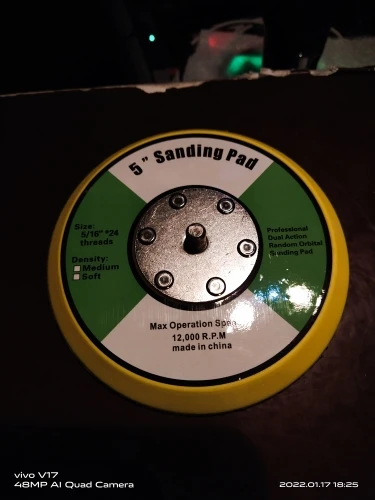 5" Sanding Pad
Size:
5/16" *24
threads
Density:
Medium
Soft
Professional
Dual Action
Random Orbital
Sanding Pad
Max Operation
12,000 R.P.M
made in china
vivo V17
48MP AI Quad Camera
2022.01.17 18:25